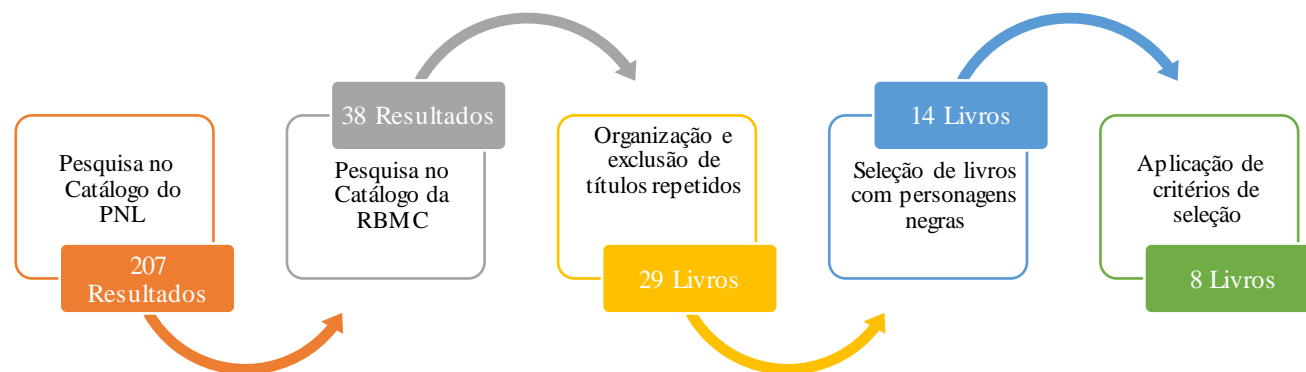 Pesquisa no
Catálogo do
PNL
207
Resultados
38 Resultados
Pesquisa no
Catálogo da
RBMC
Organização e
exclusão de
títulos repetidos
29 Livros
14 Livros
Seleção de livros
com personagens
negras
Aplicação de
critérios de
seleção
8 Livros